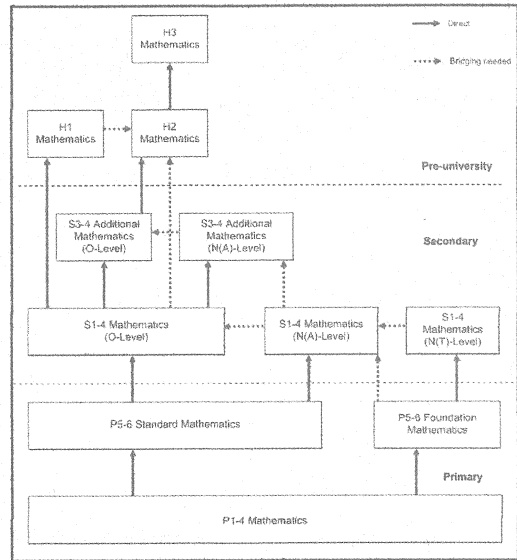 H3
Mathematics
Direct
Bridging needed
H1
Mathematics
H2
Mathematics
Pre-university
S3-4 Additional
Mathematics
(O-Level)
S3-4 Additional
Mathematics
(N(A)-Level)
Secondary
S1-4 Mathematics
(O-Level)
S1-4 Mathematics
(N(A)-Level)
S1-4
Mathematics
(N(T)-Level)
P5-6 Standard Mathematics
P5-6 Foundation
Mathematics
Primary
P1-4 Mathematics